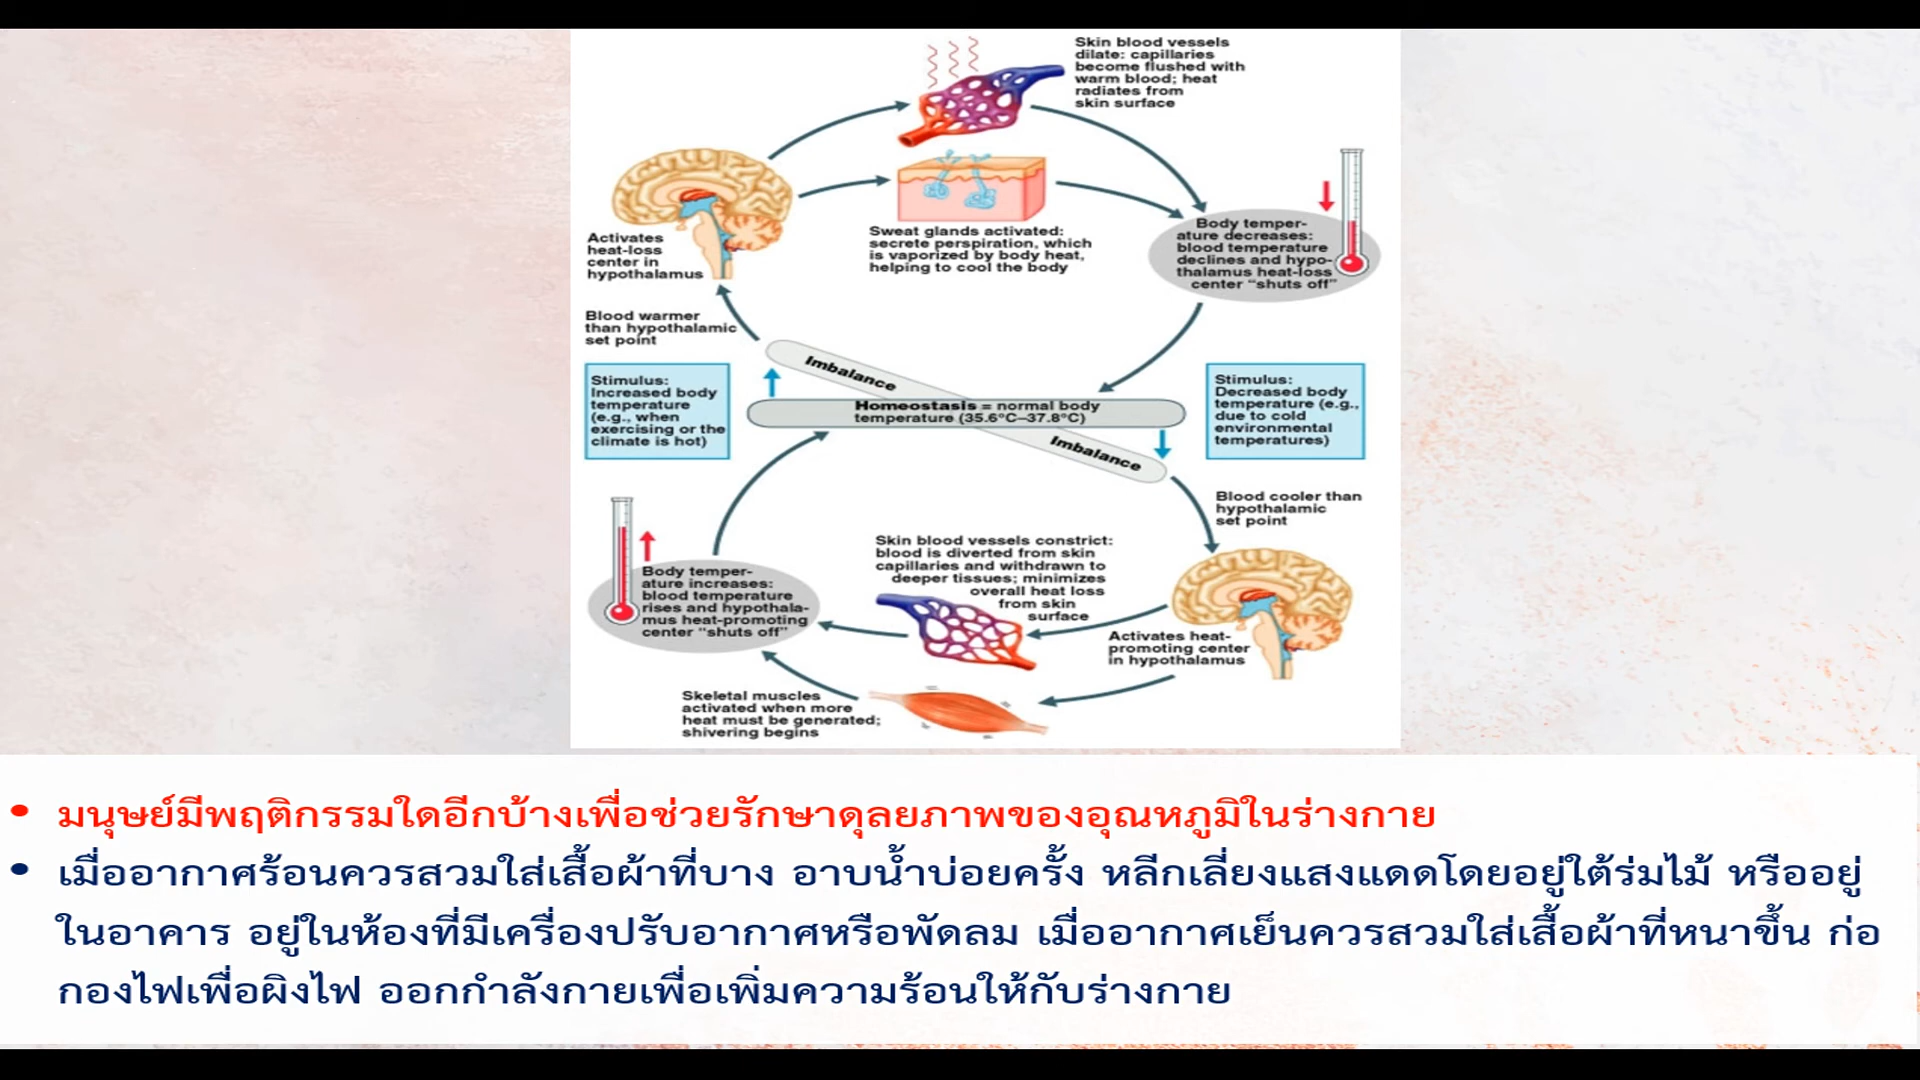 Skin blood vessels
dilate: capillaries
become flushed with
warm blood; heat
radiates from
skin surface
Activates
heat-loss
center in
hypothalamus
Sweat glands activated:
secrete perspiration, which
is vaporized by body heat,
helping to cool the body
Body temper-
ature decreases:
blood temperature
declines and hypo-
thalamus heat-loss
center “shuts off”
Blood warmer
than hypothalamic
set point
Stimulus:
Increased body
temperature
(e.g., when
exercising or the
climate is hot)
Imbalance
Homeostasis = normal body
temperature (35.6°C–37.8°C)
Imbalance
Stimulus:
Decreased body
temperature (e.g.,
due to cold
environmental
temperatures)
Blood cooler than
hypothalamic
set point
Skin blood vessels constrict:
blood is diverted from skin
capillaries and withdrawn to
deeper tissues; minimizes
overall heat loss
from skin
surface
Body temper-
ature increases:
blood temperature
rises and hypothala-
mus heat-promoting
center “shuts off”
Activates heat-
promoting center
in hypothalamus
Skeletal muscles
activated when more
heat must be generated;
shivering begins
• มนุษย์มีพฤติกรรมใดอีกบ้างเพื่อช่วยรักษาดุลยภาพของอุณหภูมิในร่างกาย
• เมื่ออากาศร้อนควรสวมใส่เสื้อผ้าที่บาง อาบน้ำบ่อยครั้ง หลีกเลี่ยงแสงแดดโดยอยู่ใต้ร่มไม้ หรืออยู่
ในอาคาร อยู่ในห้องที่มีเครื่องปรับอากาศหรือพัดลม เมื่ออากาศเย็นควรสวมใส่เสื้อผ้าที่หนาขึ้น ก่อ
กองไฟเพื่อผิงไฟ ออกกำลังกายเพื่อเพิ่มความร้อนให้กับร่างกาย